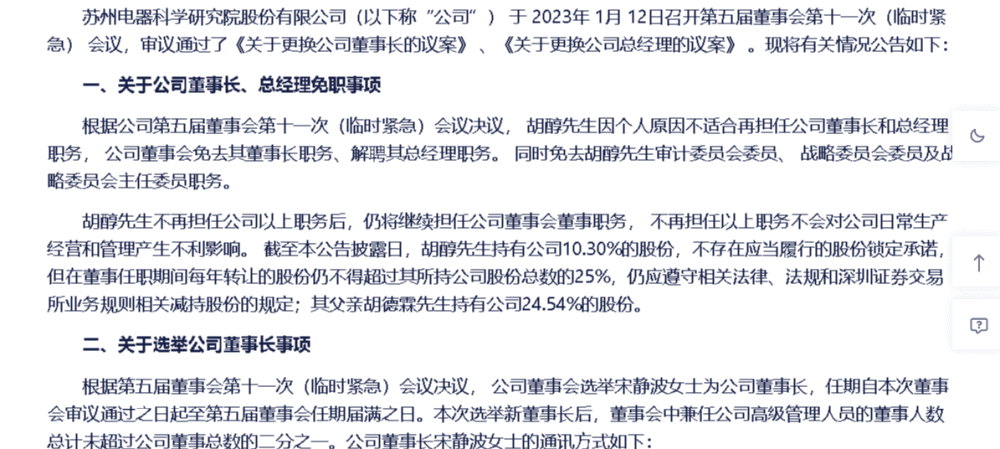 苏州电器科学研究院股份有限公司（以下称“公司”） 于 2023年 1月 12日召开第五届董事会第十一次（临时紧
急） 会议，审议通过了《关于更换公司董事长的议案》 、《关于更换公司总经理的议案》 。现将有关情况公告如下：
一、关于公司董事长、总经理免职事项
根据公司第五届董事会第十一次（临时紧急）会议决议， 胡醇先生因个人原因不适合再担任公司董事长和总经理
职务， 公司董事会免去其董事长职务、解聘其总经理职务。 同时免去胡醇先生审计委员会委员、 战略委员会委员及战
略委员会主任委员职务。
胡醇先生不再担任公司以上职务后，仍将继续担任公司董事会董事职务， 不再担任以上职务不会对公司日常生产
经营和管理产生不利影响。 截至本公告披露日，胡醇先生持有公司10.30%的股份，不存在应当履行的股份锁定承诺，
但在董事任职期间每年转让的股份仍不得超过其所持公司股份总数的25%，仍应遵守相关法律、法规和深圳证券交易
所业务规则相关减持股份的规定；其父亲胡德霖先生持有公司24.54%的股份。
二、关于选举公司董事长事项
根据第五届董事会第十一次（临时紧急）会议决议， 公司董事会选举宋静波女士为公司董事长，任期自本次董事
会审议通过之日起至第五届董事会任期届满之日。本次选举新董事长后，董事会中兼任公司高级管理人员的董事人数
总计未超过公司董事总数的二分之一。公司董事长宋静波女士的通讯方式如下：